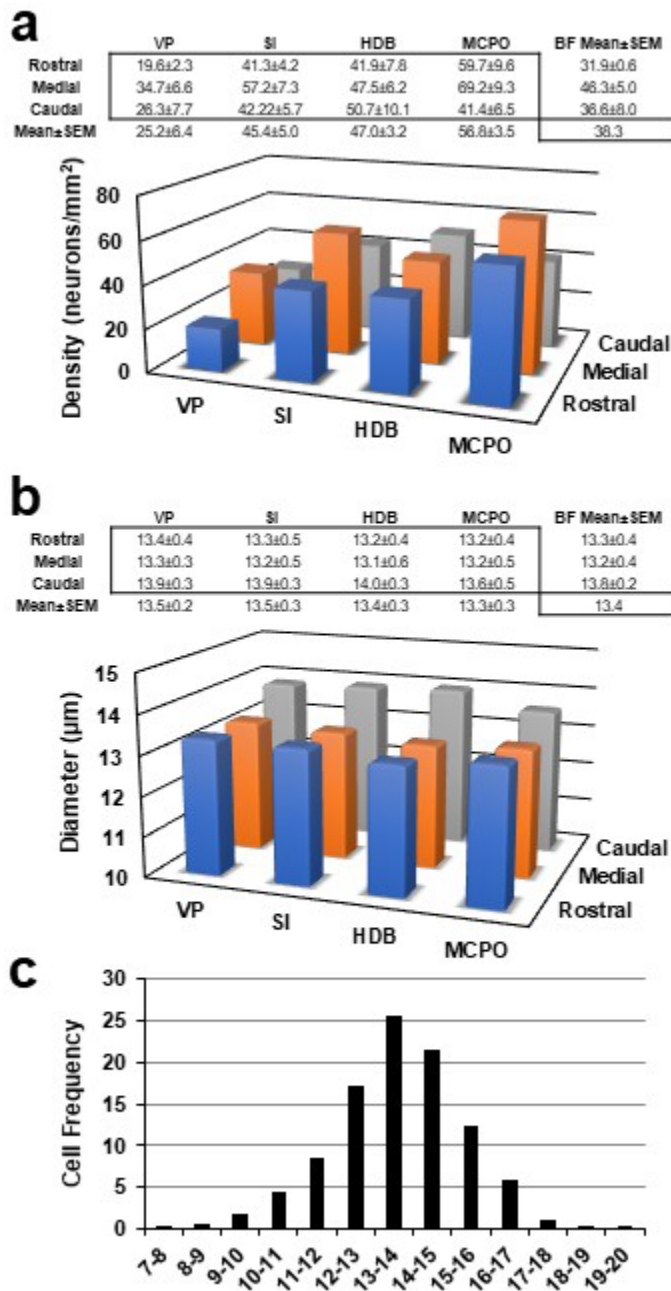 a
VP SI HDB MCPO BF Mean±SEM
Rostral 19.6±2.3 41.3±4.2 41.9±7.8 59.7±9.6 31.9±0.6
Medial 34.7±6.6 57.2±7.3 47.5±6.2 69.2±9.3 46.3±5.0
Caudal 26.3±7.7 42.22±5.7 50.7±10.1 41.4±6.5 36.6±8.0
Mean±SEM 25.2±6.4 45.4±5.0 47.0±3.2 56.8±3.5 38.3
Density (neurons/mm²)
80
60
40
20
0
VP SI HDB MCPO
Caudal
Medial
Rostral
b
VP SI HDB MCPO BF Mean±SEM
Rostral 13.4±0.4 13.3±0.5 13.2±0.4 13.2±0.4 13.3±0.4
Medial 13.3±0.3 13.2±0.5 13.1±0.6 13.2±0.5 13.2±0.4
Caudal 13.9±0.3 13.9±0.3 14.0±0.3 13.6±0.5 13.8±0.2
Mean±SEM 13.5±0.2 13.5±0.3 13.4±0.3 13.3±0.3 13.4
Diameter (µm)
15
14
13
12
11
10
VP SI HDB MCPO
Caudal
Medial
Rostral
c
Cell Frequency
30
25
20
15
10
5
0
7-8 8-9 9-10 10-11 11-12 12-13 13-14 14-15 15-16 16-17 17-18 18-19 19-20